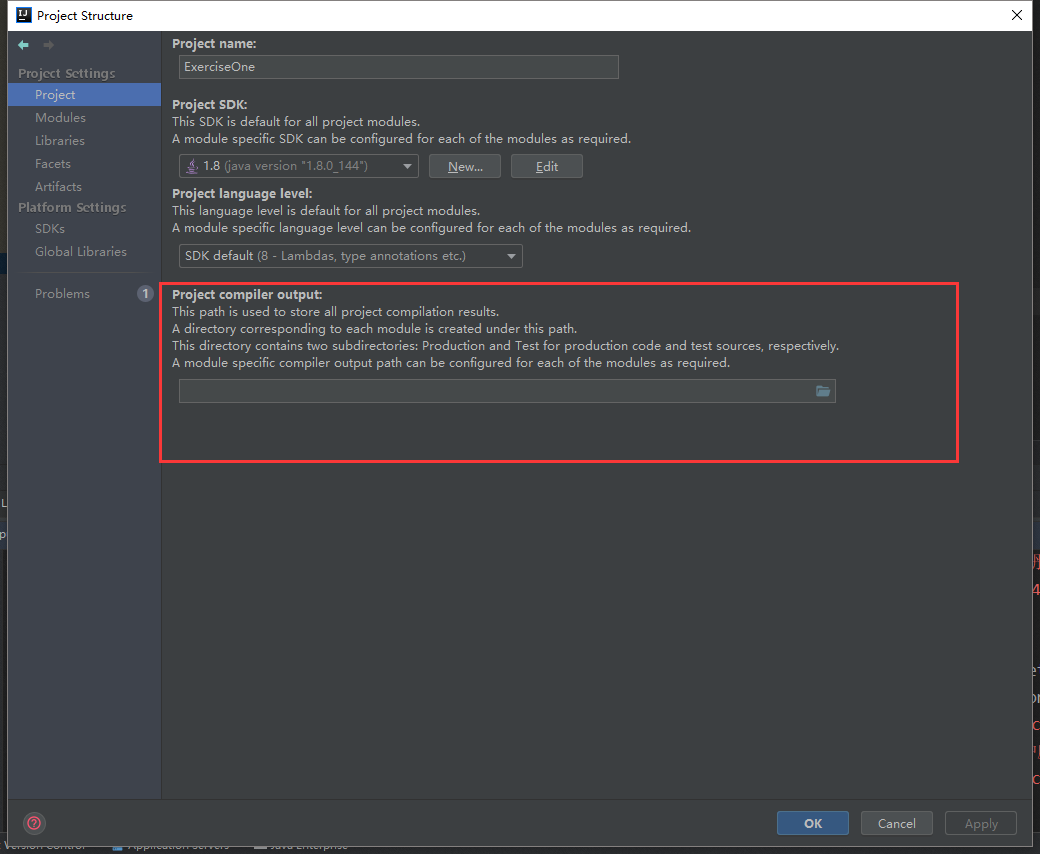 Project Structure
Project Settings
Project
Modules
Libraries
Facets
Artifacts
Platform Settings
SDKs
Global Libraries
Problems 1
Project name:
ExerciseOne
Project SDK:
This SDK is default for all project modules.
A module specific SDK can be configured for each of the modules as required.
1.8 (java version "1.8.0_144") New... Edit
Project language level:
This language level is default for all project modules.
A module specific language level can be configured for each of the modules as required.
SDK default (8 - Lambdas, type annotations etc.)
Project compiler output:
This path is used to store all project compilation results.
A directory corresponding to each module is created under this path.
This directory contains two subdirectories: Production and Test for production code and test sources, respectively.
A module specific compiler output path can be configured for each of the modules as required.
OK Cancel Apply
Version Control Application Servers Java Enterprise